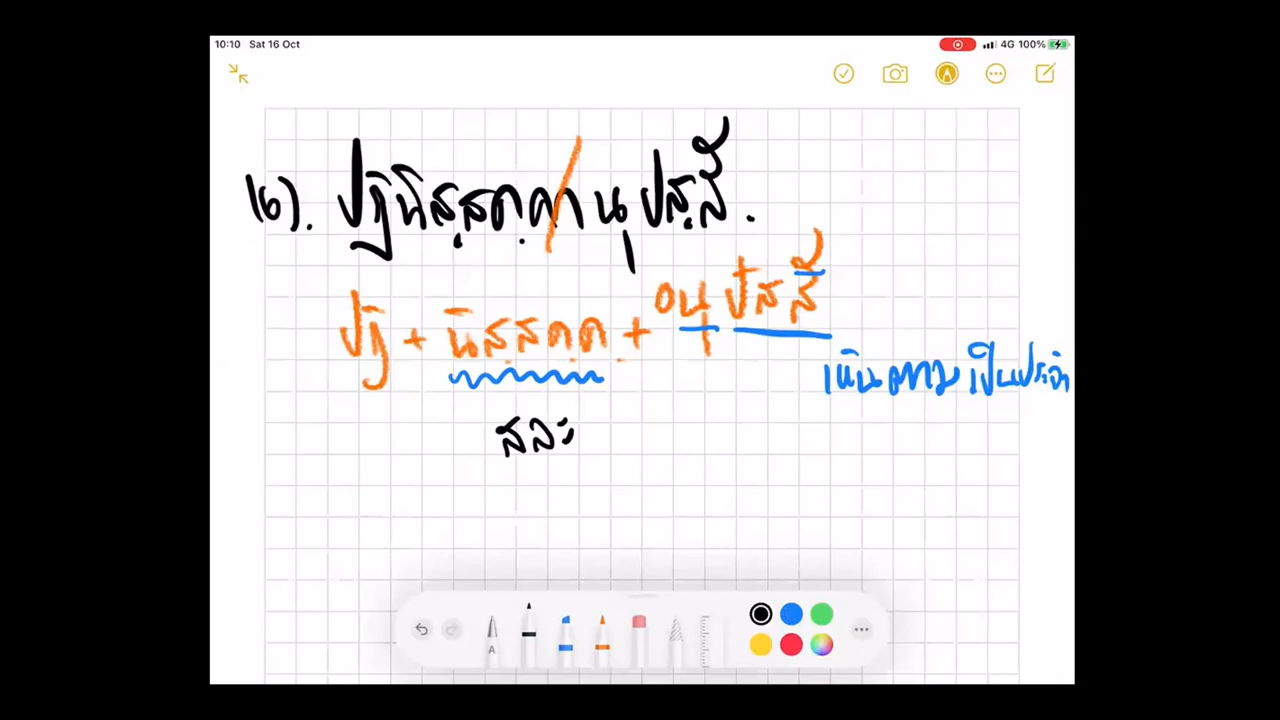 10:10 Sat 16 Oct 4G 100%
(๖). ปฏินิสฺสคฺคานุปสฺสี.
ปฏิ + นิสฺสคฺค + อนุปสฺสี
เห็นตามเป็นประจำ
สละ
A